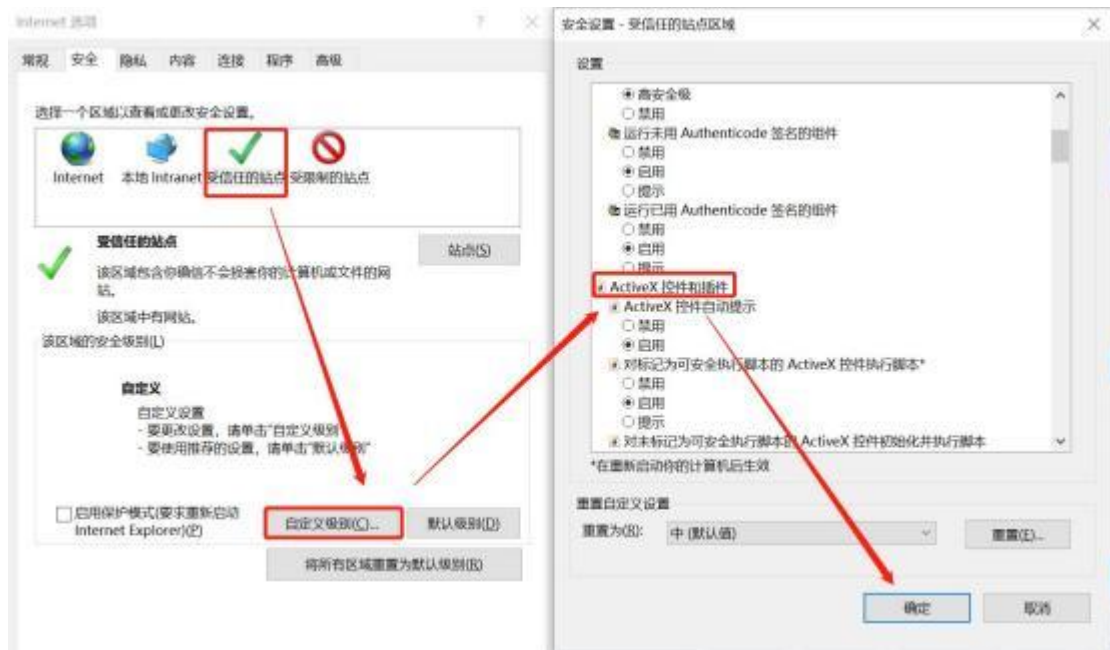 Internet 选项
?
常规 安全 隐私 内容 连接 程序 高级
选择一个区域以查看或更改安全设置。
Internet 本地 Intranet 受信任的站点 受限制的站点
受信任的站点
站点(S)
该区域包含你确信不会损害你的计算机或文件的网
站。
该区域中有网站。
该区域的安全级别(L)
自定义
自定义设置
- 要更改设置，请单击"自定义级别"
- 要使用推荐的设置，请单击"默认级别"
启用保护模式(要求重新启动
Internet Explorer)(P)
自定义级别(C)...
默认级别(D)
将所有区域重置为默认级别(R)
安全设置 - 受信任的站点区域
设置
高安全级
禁用
运行未用 Authenticode 签名的组件
禁用
启用
提示
运行已用 Authenticode 签名的组件
禁用
启用
提示
ActiveX 控件和插件
ActiveX 控件自动提示
禁用
启用
对标记为可安全执行脚本的 ActiveX 控件执行脚本*
禁用
启用
提示
对未标记为可安全执行脚本的 ActiveX 控件初始化并执行脚本
*在重新启动你的计算机后生效
重置自定义设置
重置为(R):
中 (默认值)
重置(E)...
确定
取消